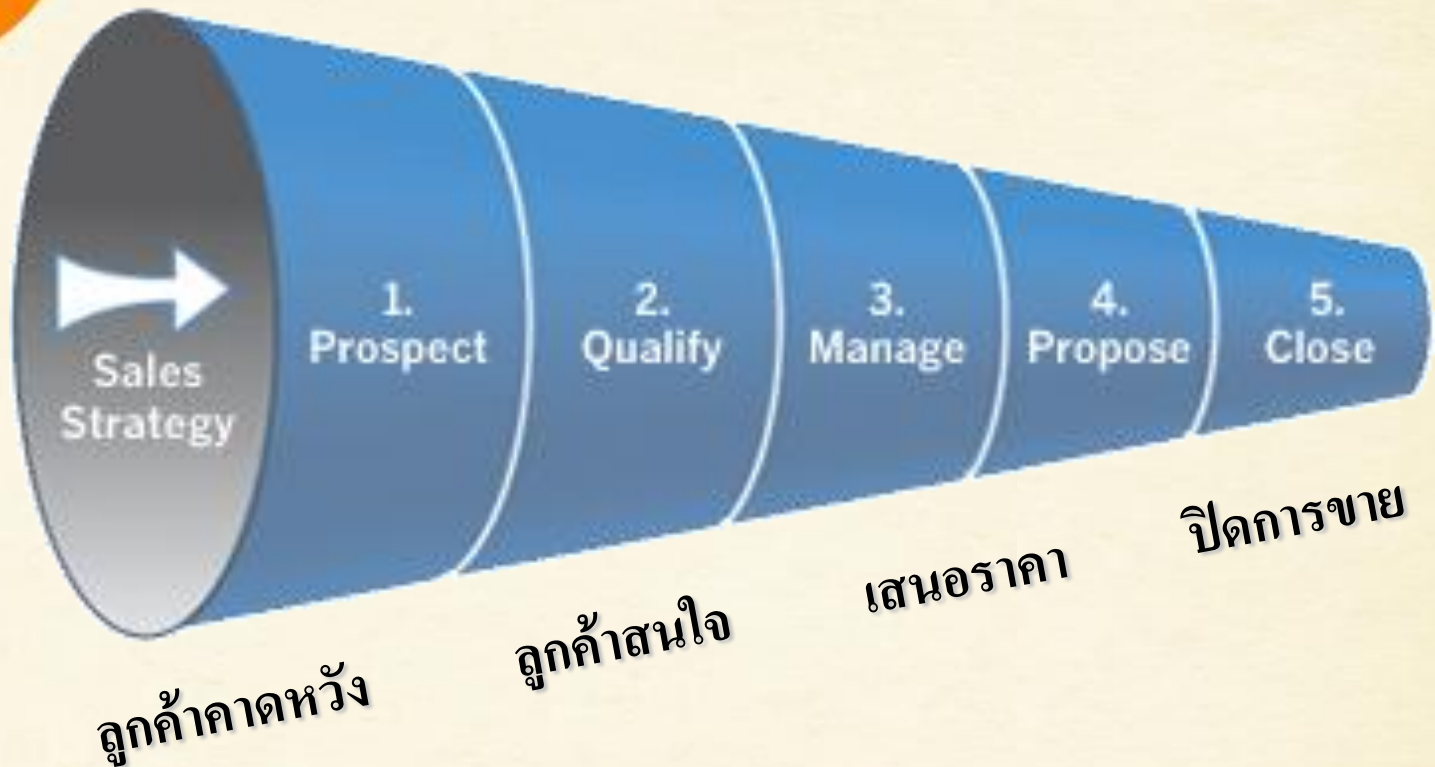 Sales
Strategy
1.
Prospect
2.
Qualify
3.
Manage
4.
Propose
5.
Close
ลูกค้าคาดหวัง
ลูกค้าสนใจ
เสนอราคา
ปิดการขาย